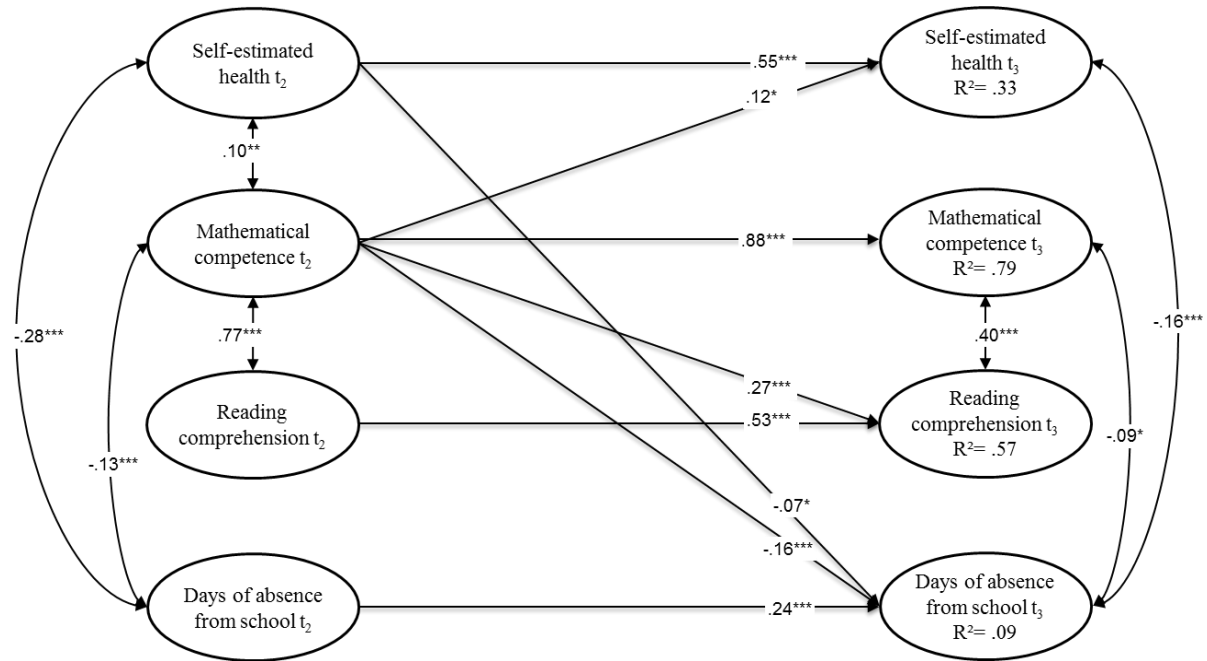 Self-estimated
health t₂
.55***
Self-estimated
health t₃
R²= .33
.12*
.10**
Mathematical
competence t₂
.88***
Mathematical
competence t₃
R²= .79
-.28***
.77***
.40***
-.16***
Reading
comprehension t₂
.27***
.53***
Reading
comprehension t₃
R²= .57
-.09*
-.13***
-.07*
-.16***
Days of absence
from school t₂
.24***
Days of absence
from school t₃
R²= .09